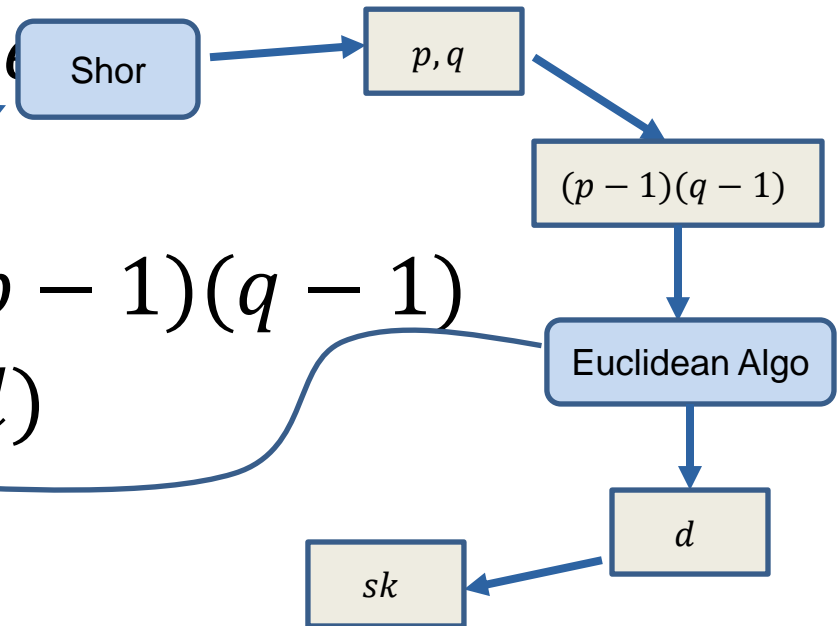 Shor
p, q
(p − 1)(q − 1)
− 1)(q − 1)
)
Euclidean Algo
d
sk